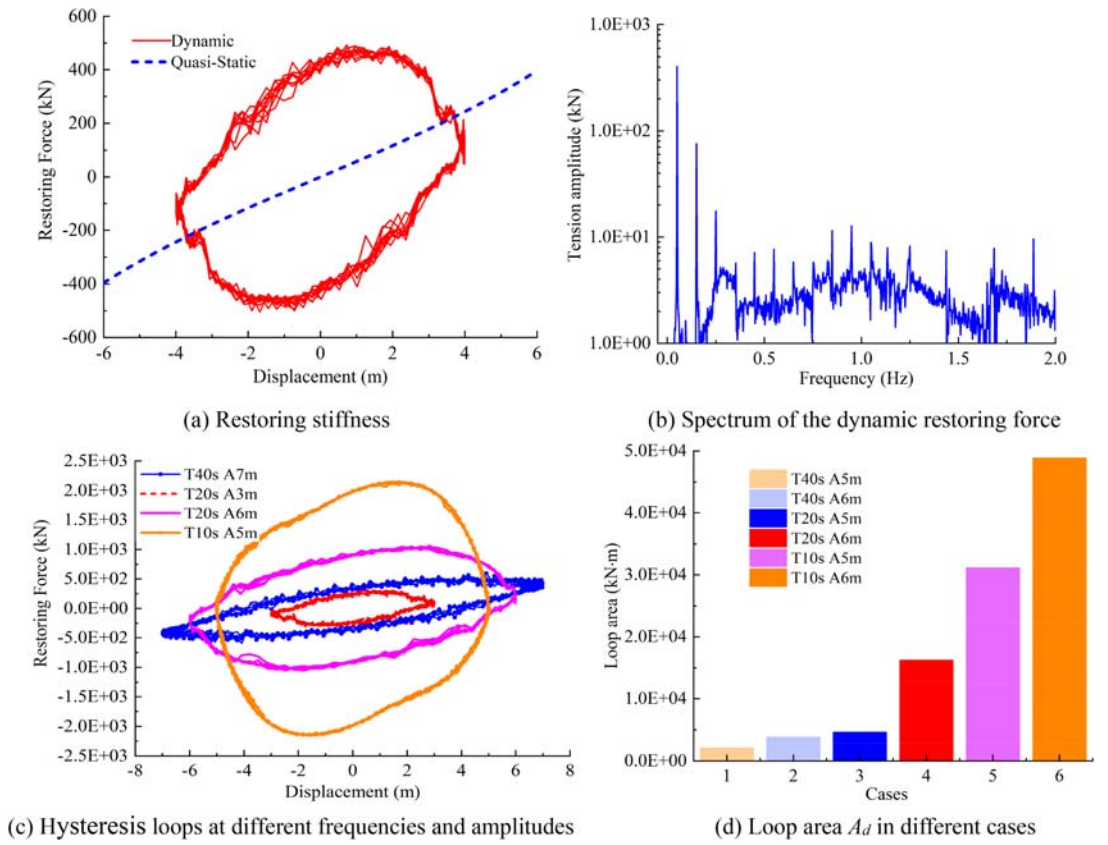 600
400
200
0
-200
-400
-600
Restoring Force (kN)
Dynamic
Quasi-Static
-6 -4 -2 0 2 4 6
Displacement (m)
(a) Restoring stiffness
1.0E+03
1.0E+02
1.0E+01
1.0E+00
Tension amplitude (kN)
0.0 0.5 1.0 1.5 2.0
Frequency (Hz)
(b) Spectrum of the dynamic restoring force
2.5E+03
2.0E+03
1.5E+03
1.0E+03
5.0E+02
0.0E+00
-5.0E+02
-1.0E+03
-1.5E+03
-2.0E+03
-2.5E+03
Restoring Force (kN)
T40s A7m
T20s A3m
T20s A6m
T10s A5m
-8 -6 -4 -2 0 2 4 6 8
Displacement (m)
(c) Hysteresis loops at different frequencies and amplitudes
5.0E+04
4.0E+04
3.0E+04
2.0E+04
1.0E+04
0.0E+00
Loop area (kN·m)
T40s A5m
T40s A6m
T20s A5m
T20s A6m
T10s A5m
T10s A6m
1 2 3 4 5 6
Cases
(d) Loop area Ad in different cases